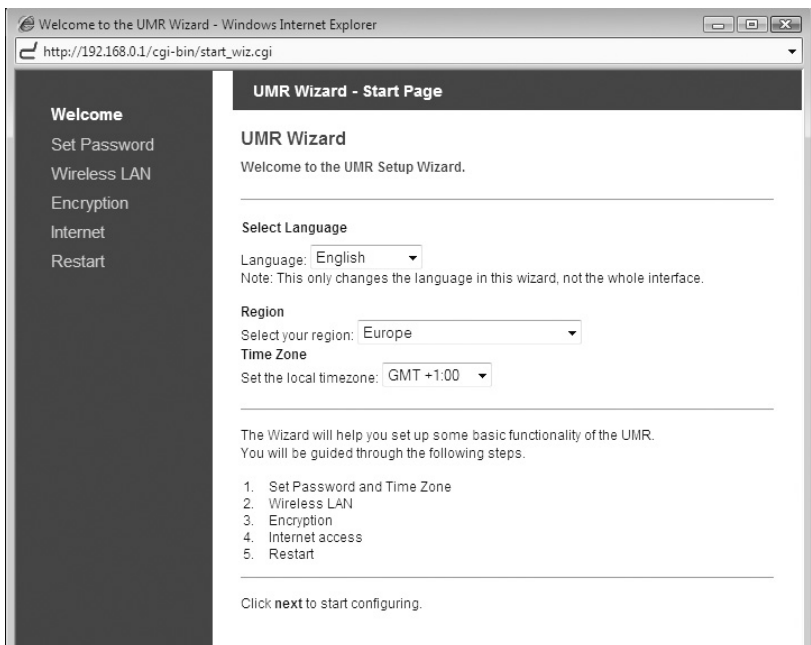 Welcome to the UMR Wizard - Windows Internet Explorer
http://192.168.0.1/cgi-bin/start_wiz.cgi
Welcome
Set Password
Wireless LAN
Encryption
Internet
Restart
UMR Wizard - Start Page
UMR Wizard
Welcome to the UMR Setup Wizard.
Select Language
Language: English
Note: This only changes the language in this wizard, not the whole interface.
Region
Select your region: Europe
Time Zone
Set the local timezone: GMT +1:00
The Wizard will help you set up some basic functionality of the UMR.
You will be guided through the following steps.
1. Set Password and Time Zone
2. Wireless LAN
3. Encryption
4. Internet access
5. Restart
Click next to start configuring.